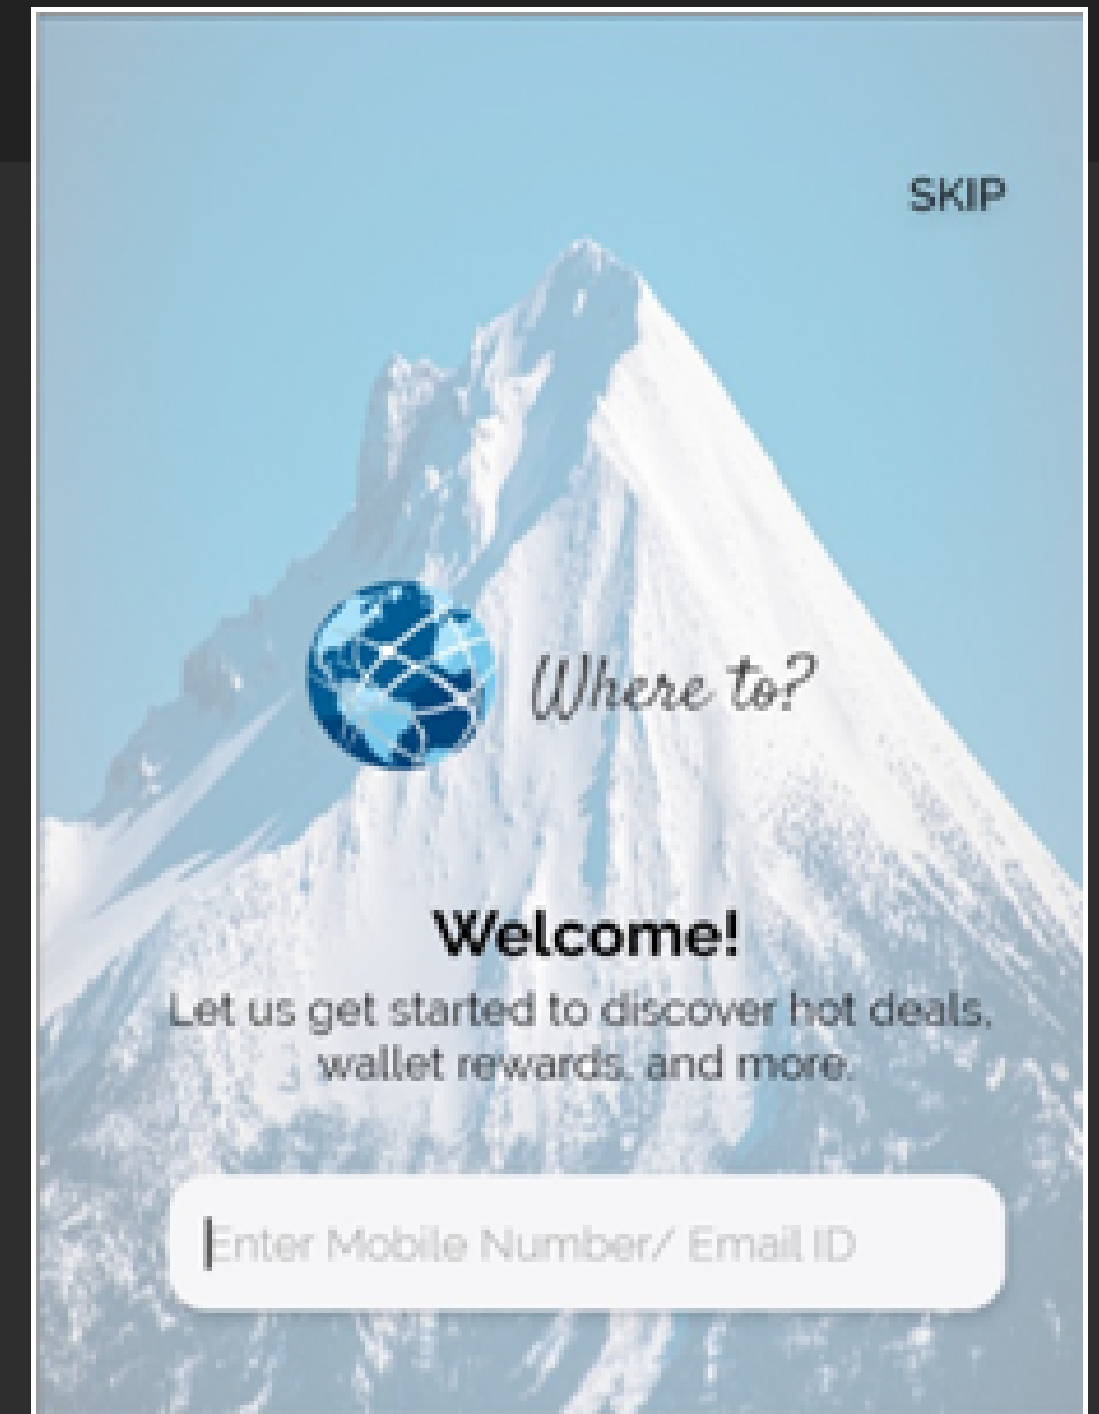 SKIP
Where to?
Welcome!
Let us get started to discover hot deals,
wallet rewards, and more.
Enter Mobile Number/ Email ID